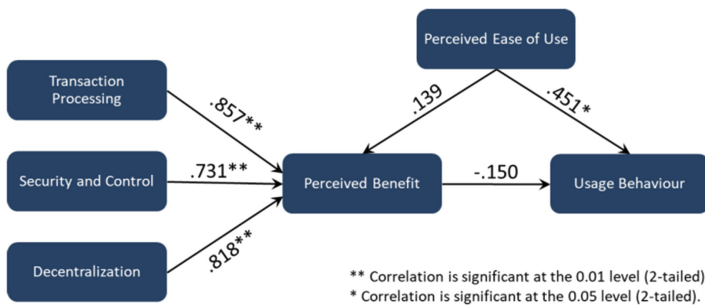 Perceived Ease of Use
Transaction
Processing
.857**
.139
.451*
Security and Control
.731**
Perceived Benefit
-.150
Usage Behaviour
.818**
Decentralization
** Correlation is significant at the 0.01 level (2-tailed)
* Correlation is significant at the 0.05 level (2-tailed).